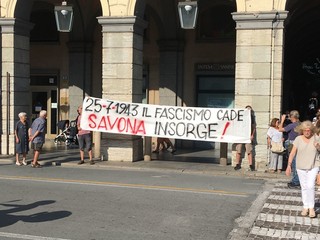 25-7-1943 IL FASCISMO CADE
SAVONA INSORGE!